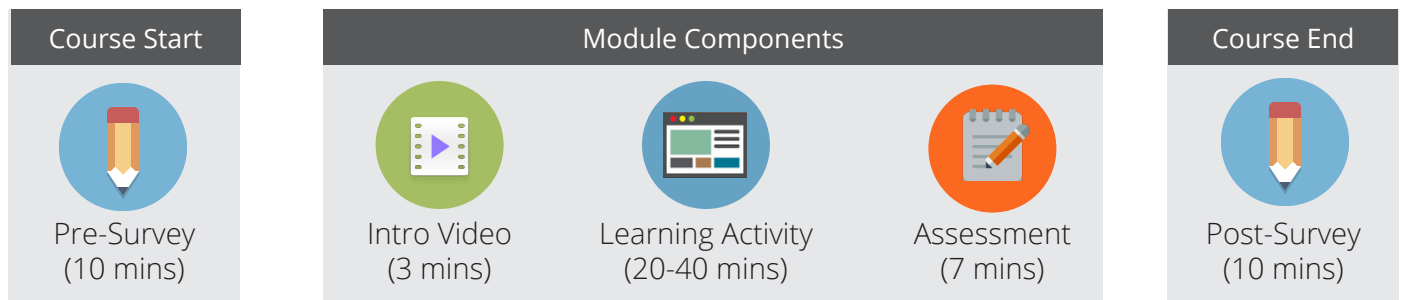 Course Start
Pre-Survey
(10 mins)
Module Components
Intro Video
(3 mins)
Learning Activity
(20-40 mins)
Assessment
(7 mins)
Course End
Post-Survey
(10 mins)